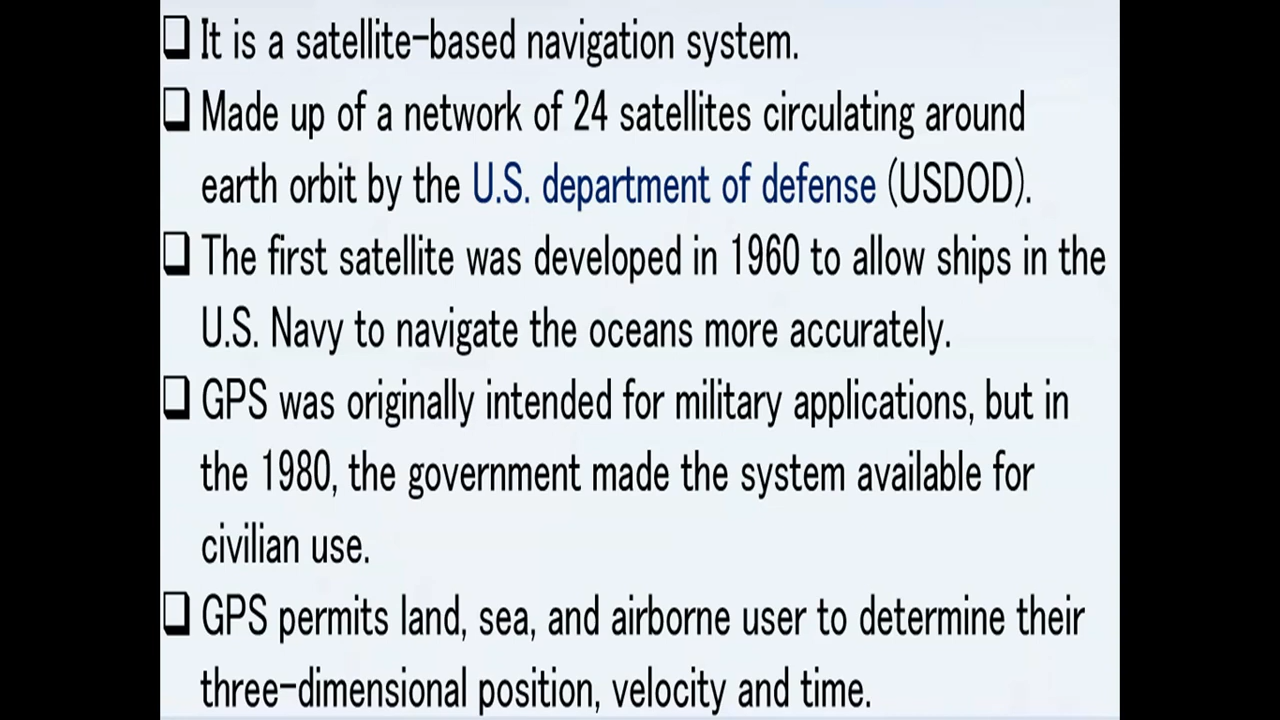 ❑ It is a satellite-based navigation system.
❑ Made up of a network of 24 satellites circulating around
earth orbit by the U.S. department of defense (USDOD).
❑ The first satellite was developed in 1960 to allow ships in the
U.S. Navy to navigate the oceans more accurately.
❑ GPS was originally intended for military applications, but in
the 1980, the government made the system available for
civilian use.
❑ GPS permits land, sea, and airborne user to determine their
three-dimensional position, velocity and time.